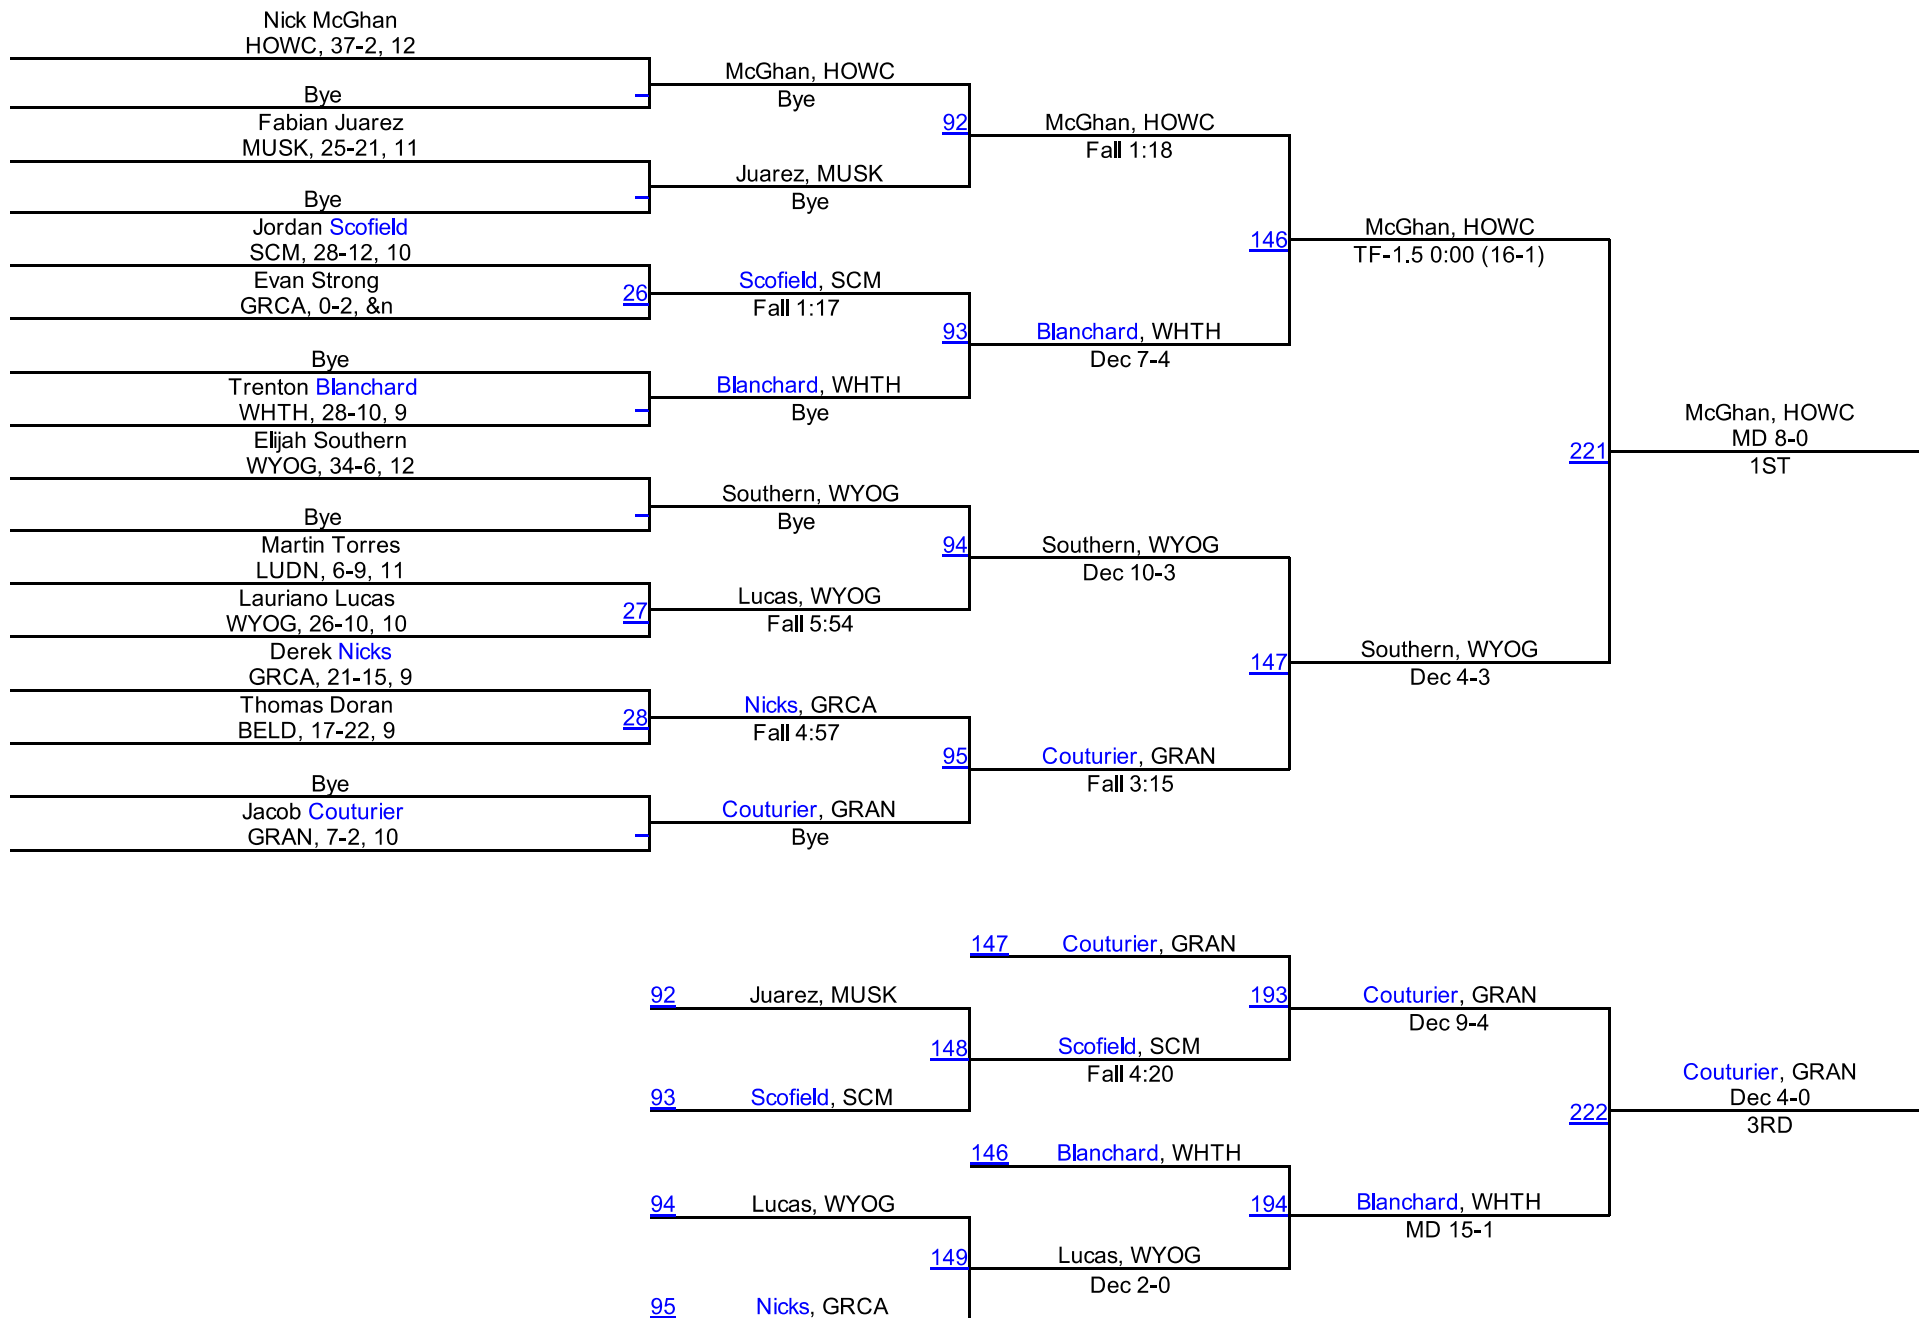 Nick McGhan
HOWC, 37-2, 12
Bye
Fabian Juarez
MUSK, 25-21, 11
Bye
Jordan Scofield
SCM, 28-12, 10
Evan Strong
GRCA, 0-2, &n
26
Bye
Trenton Blanchard
WHTH, 28-10, 9
Elijah Southern
WYOG, 34-6, 12
Bye
Martin Torres
LUDN, 6-9, 11
Lauriano Lucas
WYOG, 26-10, 10
27
Derek Nicks
GRCA, 21-15, 9
Thomas Doran
BELD, 17-22, 9
28
Bye
Jacob Couturier
GRAN, 7-2, 10
McGhan, HOWC
Bye
92
Juarez, MUSK
Bye
Scofield, SCM
Fall 1:17
93
Blanchard, WHTH
Bye
Southern, WYOG
Bye
94
Lucas, WYOG
Fall 5:54
Nicks, GRCA
Fall 4:57
95
Couturier, GRAN
Bye
McGhan, HOWC
Fall 1:18
146
Blanchard, WHTH
Dec 7-4
Southern, WYOG
Dec 10-3
147
Couturier, GRAN
Fall 3:15
McGhan, HOWC
TF-1.5 0:00 (16-1)
221
Southern, WYOG
Dec 4-3
McGhan, HOWC
MD 8-0
1ST
147 Couturier, GRAN
92 Juarez, MUSK
148
93 Scofield, SCM
Scofield, SCM
Fall 4:20
193
Couturier, GRAN
Dec 9-4
146 Blanchard, WHTH
94 Lucas, WYOG
149
95 Nicks, GRCA
Lucas, WYOG
Dec 2-0
194
Blanchard, WHTH
MD 15-1
222
Couturier, GRAN
Dec 4-0
3RD